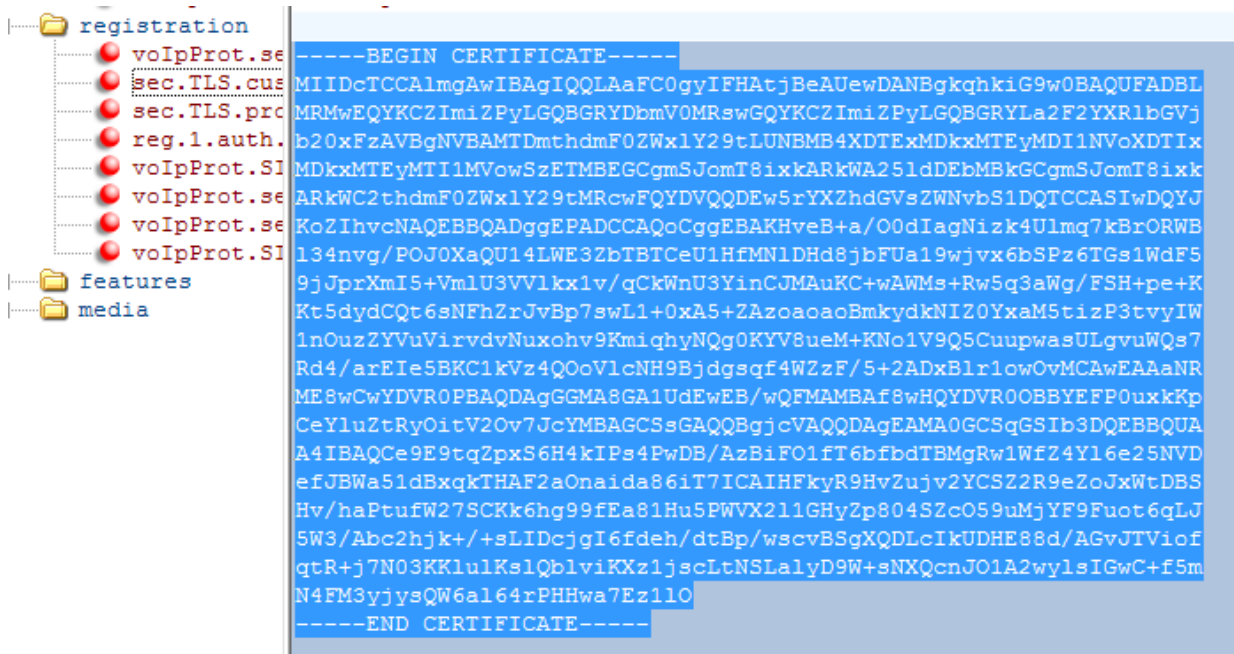 registration
voIpProt.se
sec.TLS.cus
sec.TLS.pro
reg.1.auth.
voIpProt.SI
voIpProt.se
voIpProt.se
voIpProt.SI
features
media
-----BEGIN CERTIFICATE-----
MIIDcTCCAlmgAwIBAgIQQLAaFC0gyIFHAtjBeAUewDANBgkqhkiG9w0BAQUFADBL
MRMwEQYKCZImiZPyLGQBGRYDbmV0MRswGQYKCZImiZPyLGQBGRYLa2F2YXRlbGVj
b20xFzAVBgNVBAMTDmthdmF0ZWxlY29tLUNBMB4XDTExMDkxMTEyMDI1NVoXDTIx
MDkxMTEyMTI1MVowSzETMBEGCgmSJomT8ixkARkWA25ldDEbMBkGCgmSJomT8ixk
ARkWC2thdmF0ZWxlY29tMRcwFQYDVQQDEw5rYXZhdGVsZWNvbS1DQTCCASIwDQYJ
KoZIhvcNAQEBBQADggEPADCCAQoCggEBAKHveB+a/O0dIagNizk4Ulmq7kBrORWB
l34nvg/POJ0XaQU14LWE3ZbTBTCeU1HfMNlDHd8jbFUa19wjvx6bSPz6TGs1WdF5
9jJprXmI5+VmlU3VVlkx1v/qCkWnU3YinCJMAuKC+wAWMs+Rw5q3aWg/FSH+pe+K
Kt5dydCQt6sNFhZrJvBp7swL1+0xA5+ZAzoaoaoBmkydkNIZ0YxaM5tizP3tvyIW
1nOuzZYVuVirvdvNuxohv9KmiqhyNQg0KYV8ueM+KNo1V9Q5CuupwasULgvuWQs7
Rd4/arEIe5BKC1kVz4QOoVlcNH9Bjdgsqf4WZzF/5+2ADxBlr1owOvMCAwEAAaNR
ME8wCwYDVR0PBAQDAgGGMA8GA1UdEwEB/wQFMAMBAf8wHQYDVR0OBBYEFP0uxkKp
CeYluZtRyOitV2Ov7JcYMBAGCSsGAQQBgjcVAQQDAgEAMA0GCSqGSIb3DQEBBQUA
A4IBAQCe9E9tqZpxS6H4kIPs4PwDB/AzBiFO1fT6bfbdTBMgRw1WfZ4Yl6e25NVD
efJBWa51dBxqkTHAF2aOnaida86iT7ICAIHFkyR9HvZujv2YCSZ2R9eZoJxWtDBS
Hv/haPtufW27SCKk6hg99fEa81Hu5PWVX2l1GHyZp804SZcO59uMjYF9Fuot6qLJ
5W3/Abc2hjk+/+sLIDcjgI6fdeh/dtBp/wscvBSgXQDLcIkUDHE88d/AGvJTViof
qtR+j7N03KKlulKslQblviKXz1jscLtNSLalyD9W+sNXQcnJO1A2wylsIGwC+f5m
N4FM3yjysQW6al64rPHHwa7Ez1lO
-----END CERTIFICATE-----